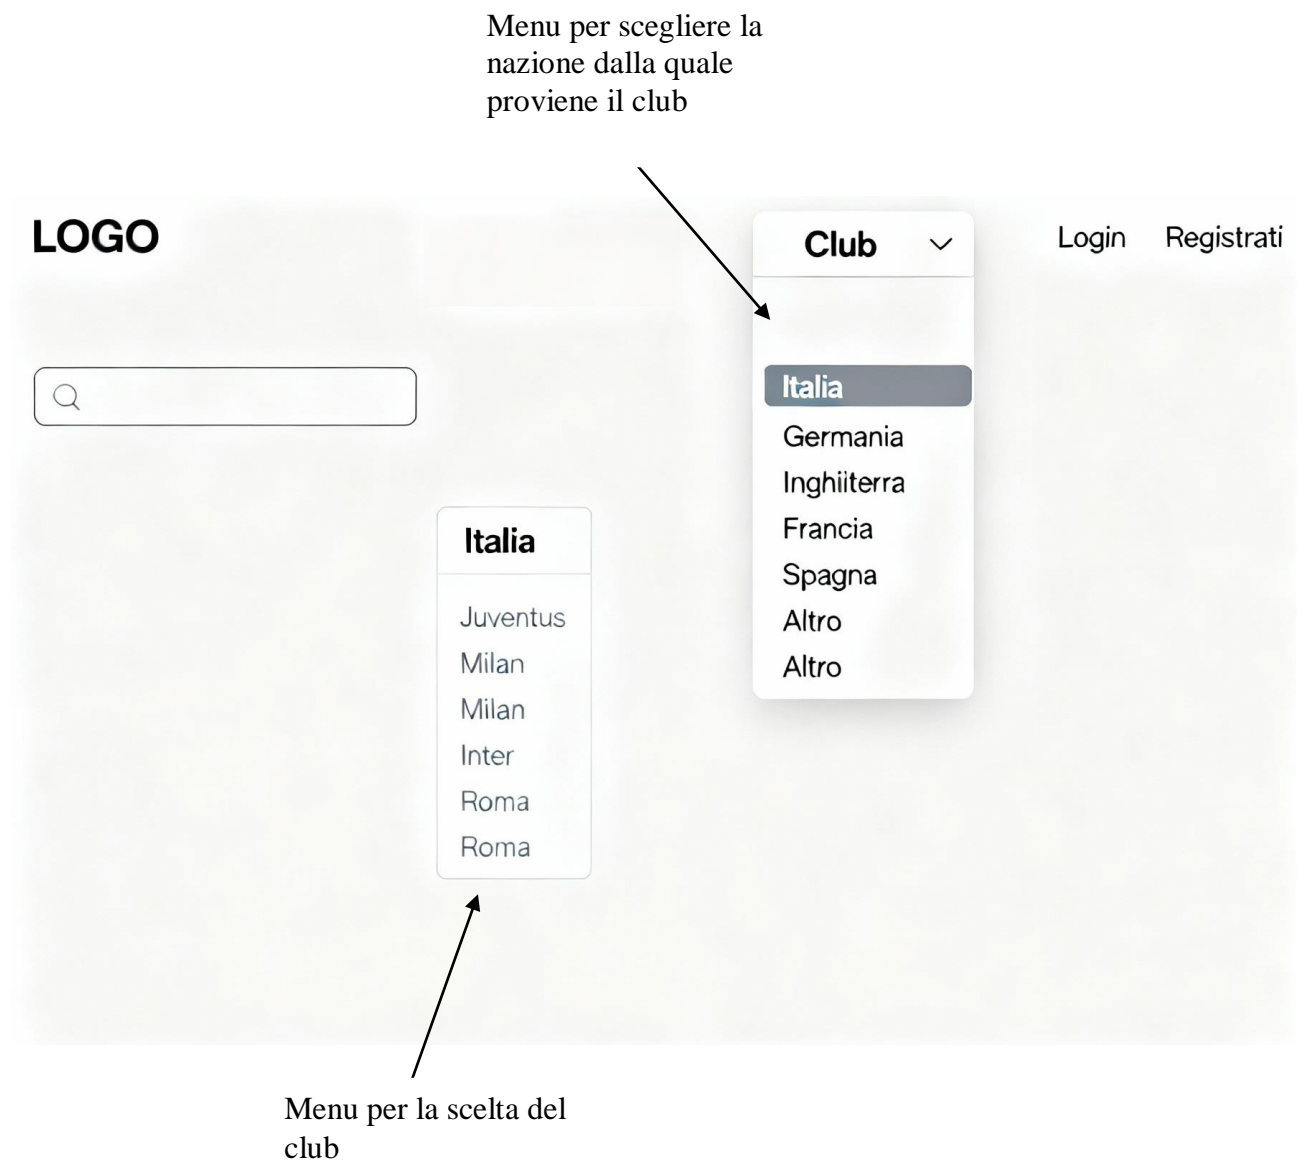 Menu per scegliere la
nazione dalla quale
proviene il club
LOGO
Club
Login
Registrati
Italia
Germania
Inghiiterra
Francia
Spagna
Altro
Altro
Italia
Juventus
Milan
Milan
Inter
Roma
Roma
Menu per la scelta del
club